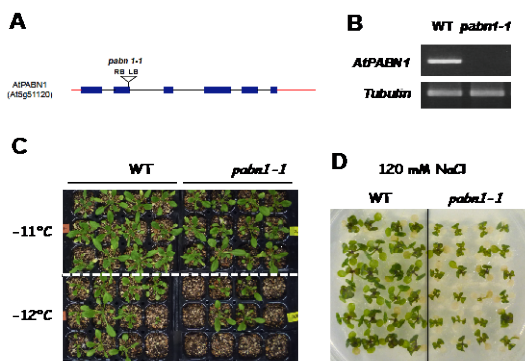 A
pabn 1-1
RB LB
AtPABN1
(At5g51120)
B
WT pabn1-1
AtPABN1
Tubulin
C
WT pabn1-1
-11°C
-12°C
D
120 mM NaCl
WT pabn1-1